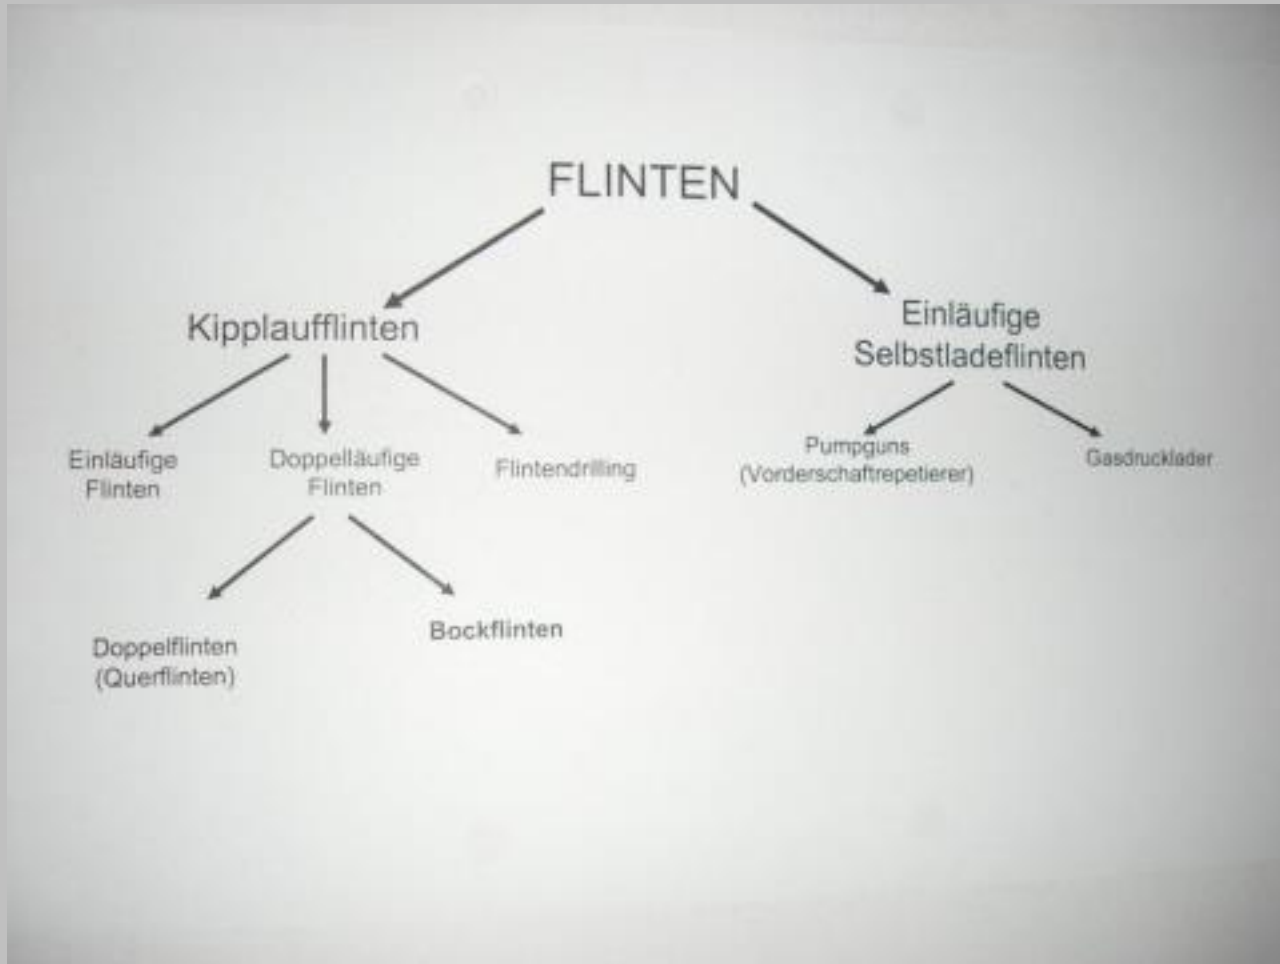 FLINTEN
Kipplaufflinten
Einläufige
Selbstladeflinten
Einläufige
Flinten
Doppelläufige
Flinten
Flintendrilling
Pumpguns
(Vorderschaftrepetierer)
Gasdrucklader
Doppelflinten
(Querflinten)
Bockflinten